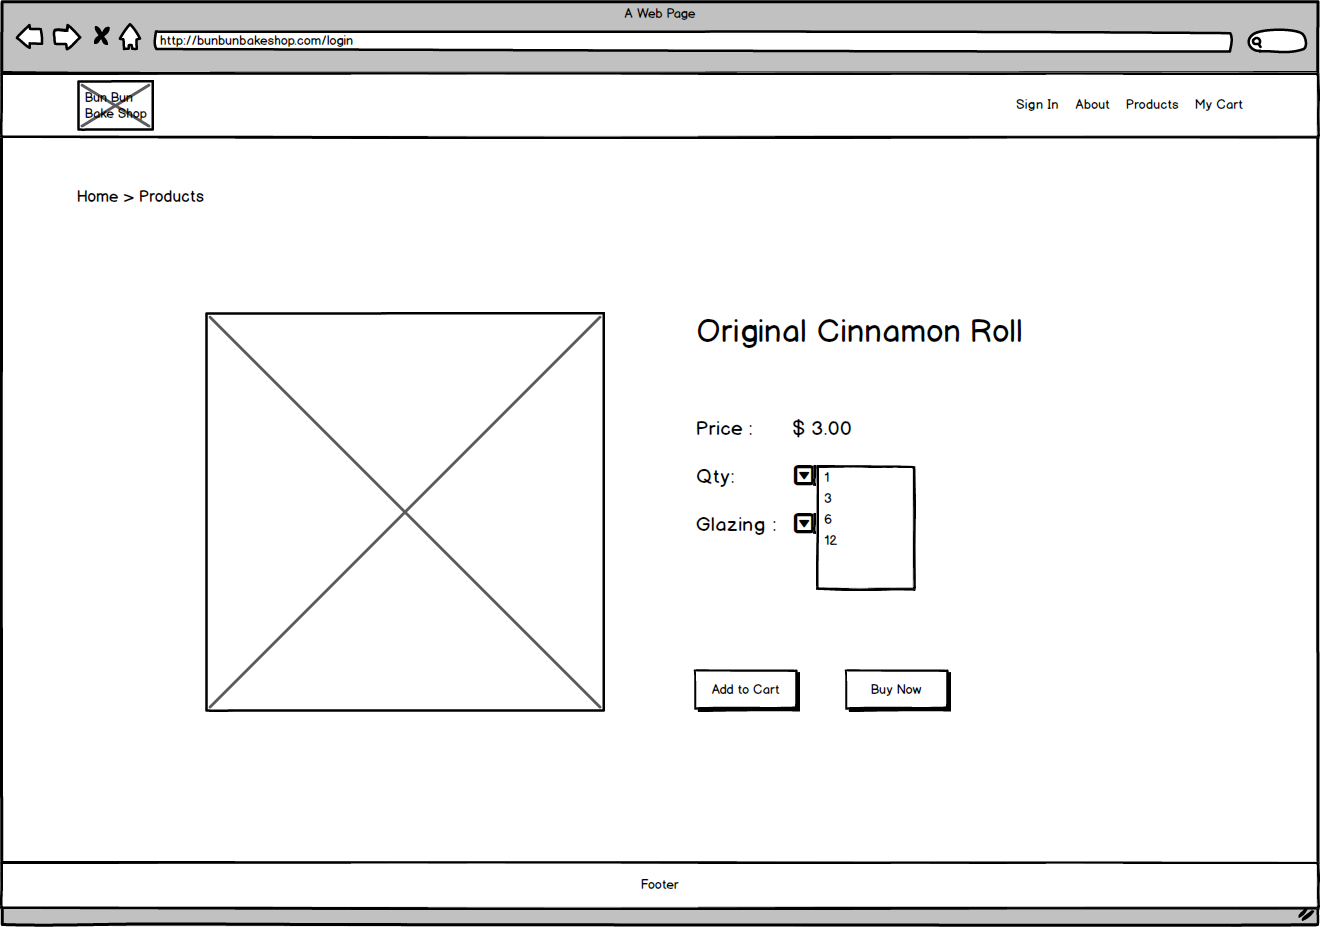 A Web Page
http://bunbunbakeshop.com/login
Bun Bun
Bake Shop
Sign In About Products My Cart
Home > Products
Original Cinnamon Roll
Price : $ 3.00
Qty:
1
3
Glazing :
6
12
Add to Cart Buy Now
Footer